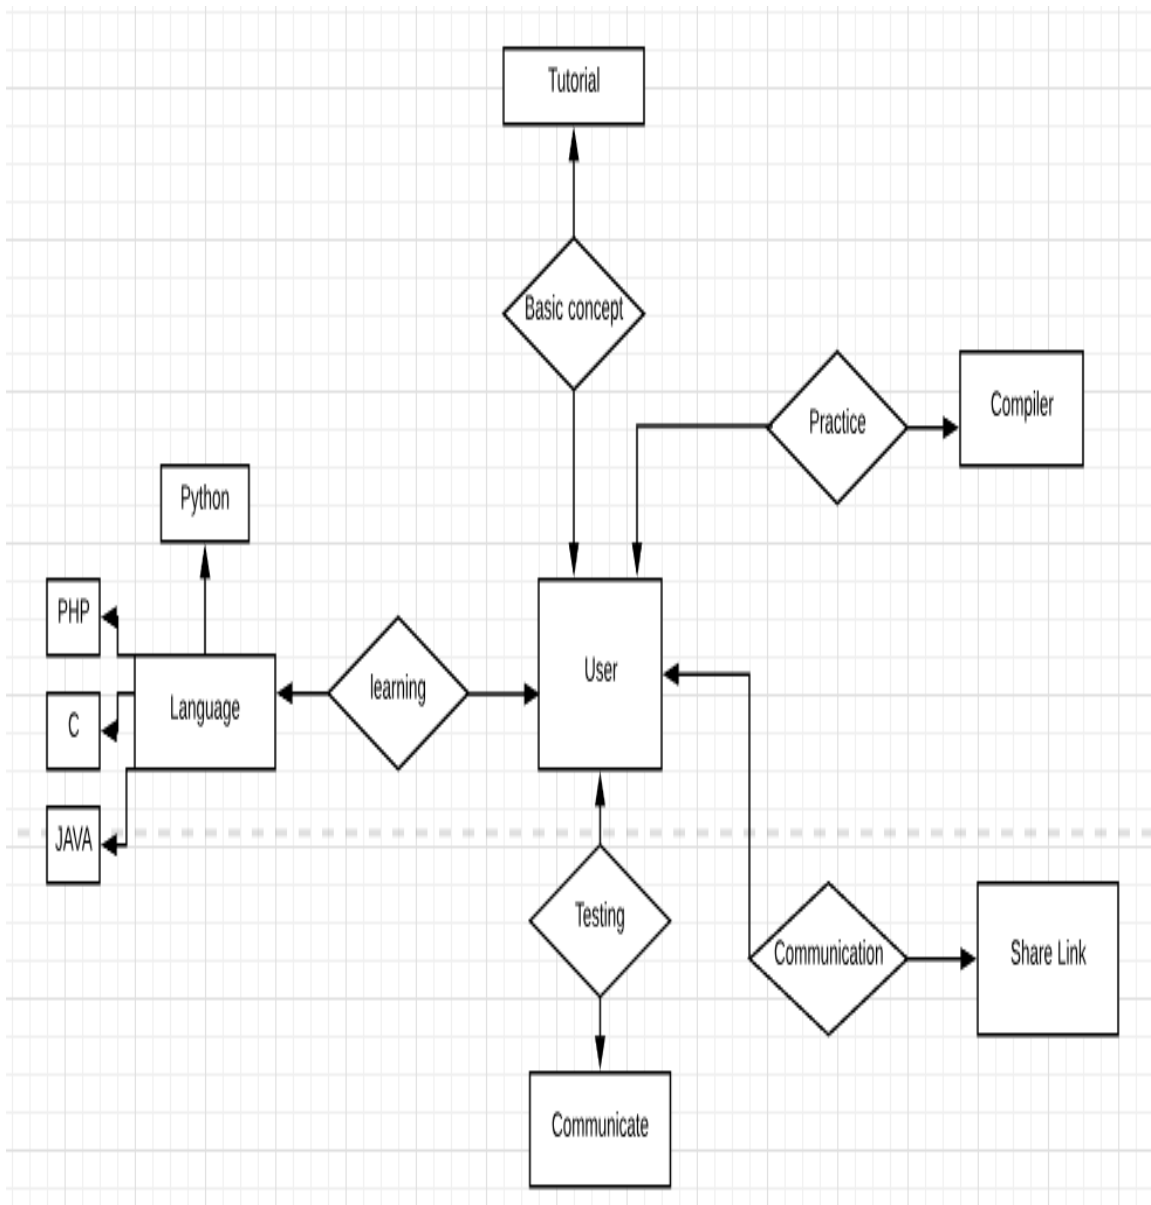 Tutorial
Basic concept
Practice
Compiler
Python
PHP
learning
User
Language
C
JAVA
Testing
Communication
Share Link
Communicate